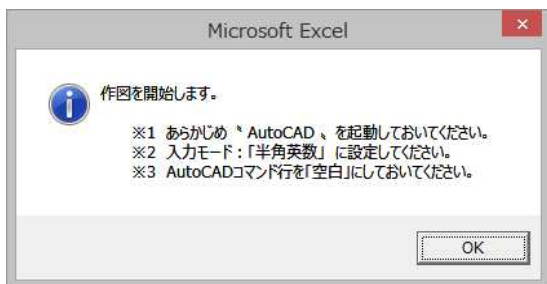 Microsoft Excel
作図を開始します。
※1 あらかじめ〝 AutoCAD 〟を起動しておいてください。
※2 入力モード:「半角英数」に設定してください。
※3 AutoCADコマンド行を「空白」にしておいてください。
OK